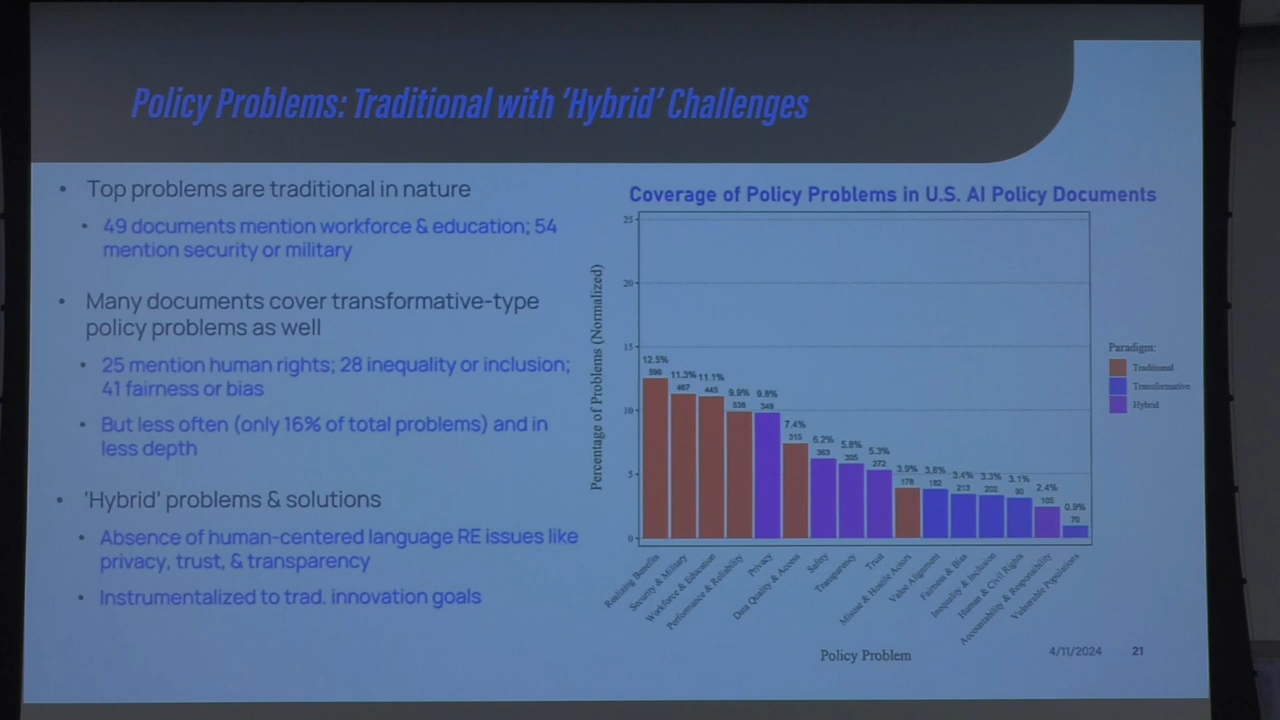 Policy Problems: Traditional with 'Hybrid' Challenges
• Top problems are traditional in nature
• 49 documents mention workforce & education; 54
mention security or military
• Many documents cover transformative-type
policy problems as well
• 25 mention human rights; 28 inequality or inclusion;
41 fairness or bias
• But less often (only 16% of total problems) and in
less depth
• 'Hybrid' problems & solutions
• Absence of human-centered language RE issues like
privacy, trust, & transparency
• Instrumentalized to trad. innovation goals
Coverage of Policy Problems in U.S. AI Policy Documents
Percentage of Problems (Normalized)
25
20
15
10
5
0
12.5%
598
11.3%
467
11.1%
445
9.9%
538
9.8%
348
7.4%
315
6.2%
363
5.8%
305
5.3%
272
3.9%
178
3.8%
182
3.4%
213
3.3%
202
3.1%
90
2.4%
105
0.9%
70
Realizing Benefits
Security & Military
Workforce & Education
Performance & Reliability
Privacy
Data Quality & Access
Safety
Transparency
Trust
Misuse & Hostile Actors
Value Alignment
Fairness & Bias
Inequality & Inclusion
Human & Civil Rights
Accountability & Responsibility
Vulnerable Populations
Policy Problem
Paradigm:
Traditional
Transformative
Hybrid
4/11/2024 21